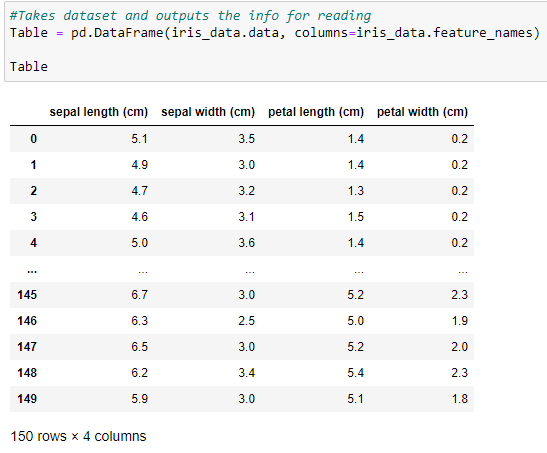 #Takes dataset and outputs the info for reading
Table = pd.DataFrame(iris_data.data, columns=iris_data.feature_names)
Table
sepal length (cm) sepal width (cm) petal length (cm) petal width (cm)
0 5.1 3.5 1.4 0.2
1 4.9 3.0 1.4 0.2
2 4.7 3.2 1.3 0.2
3 4.6 3.1 1.5 0.2
4 5.0 3.6 1.4 0.2
... ... ... ... ...
145 6.7 3.0 5.2 2.3
146 6.3 2.5 5.0 1.9
147 6.5 3.0 5.2 2.0
148 6.2 3.4 5.4 2.3
149 5.9 3.0 5.1 1.8
150 rows × 4 columns